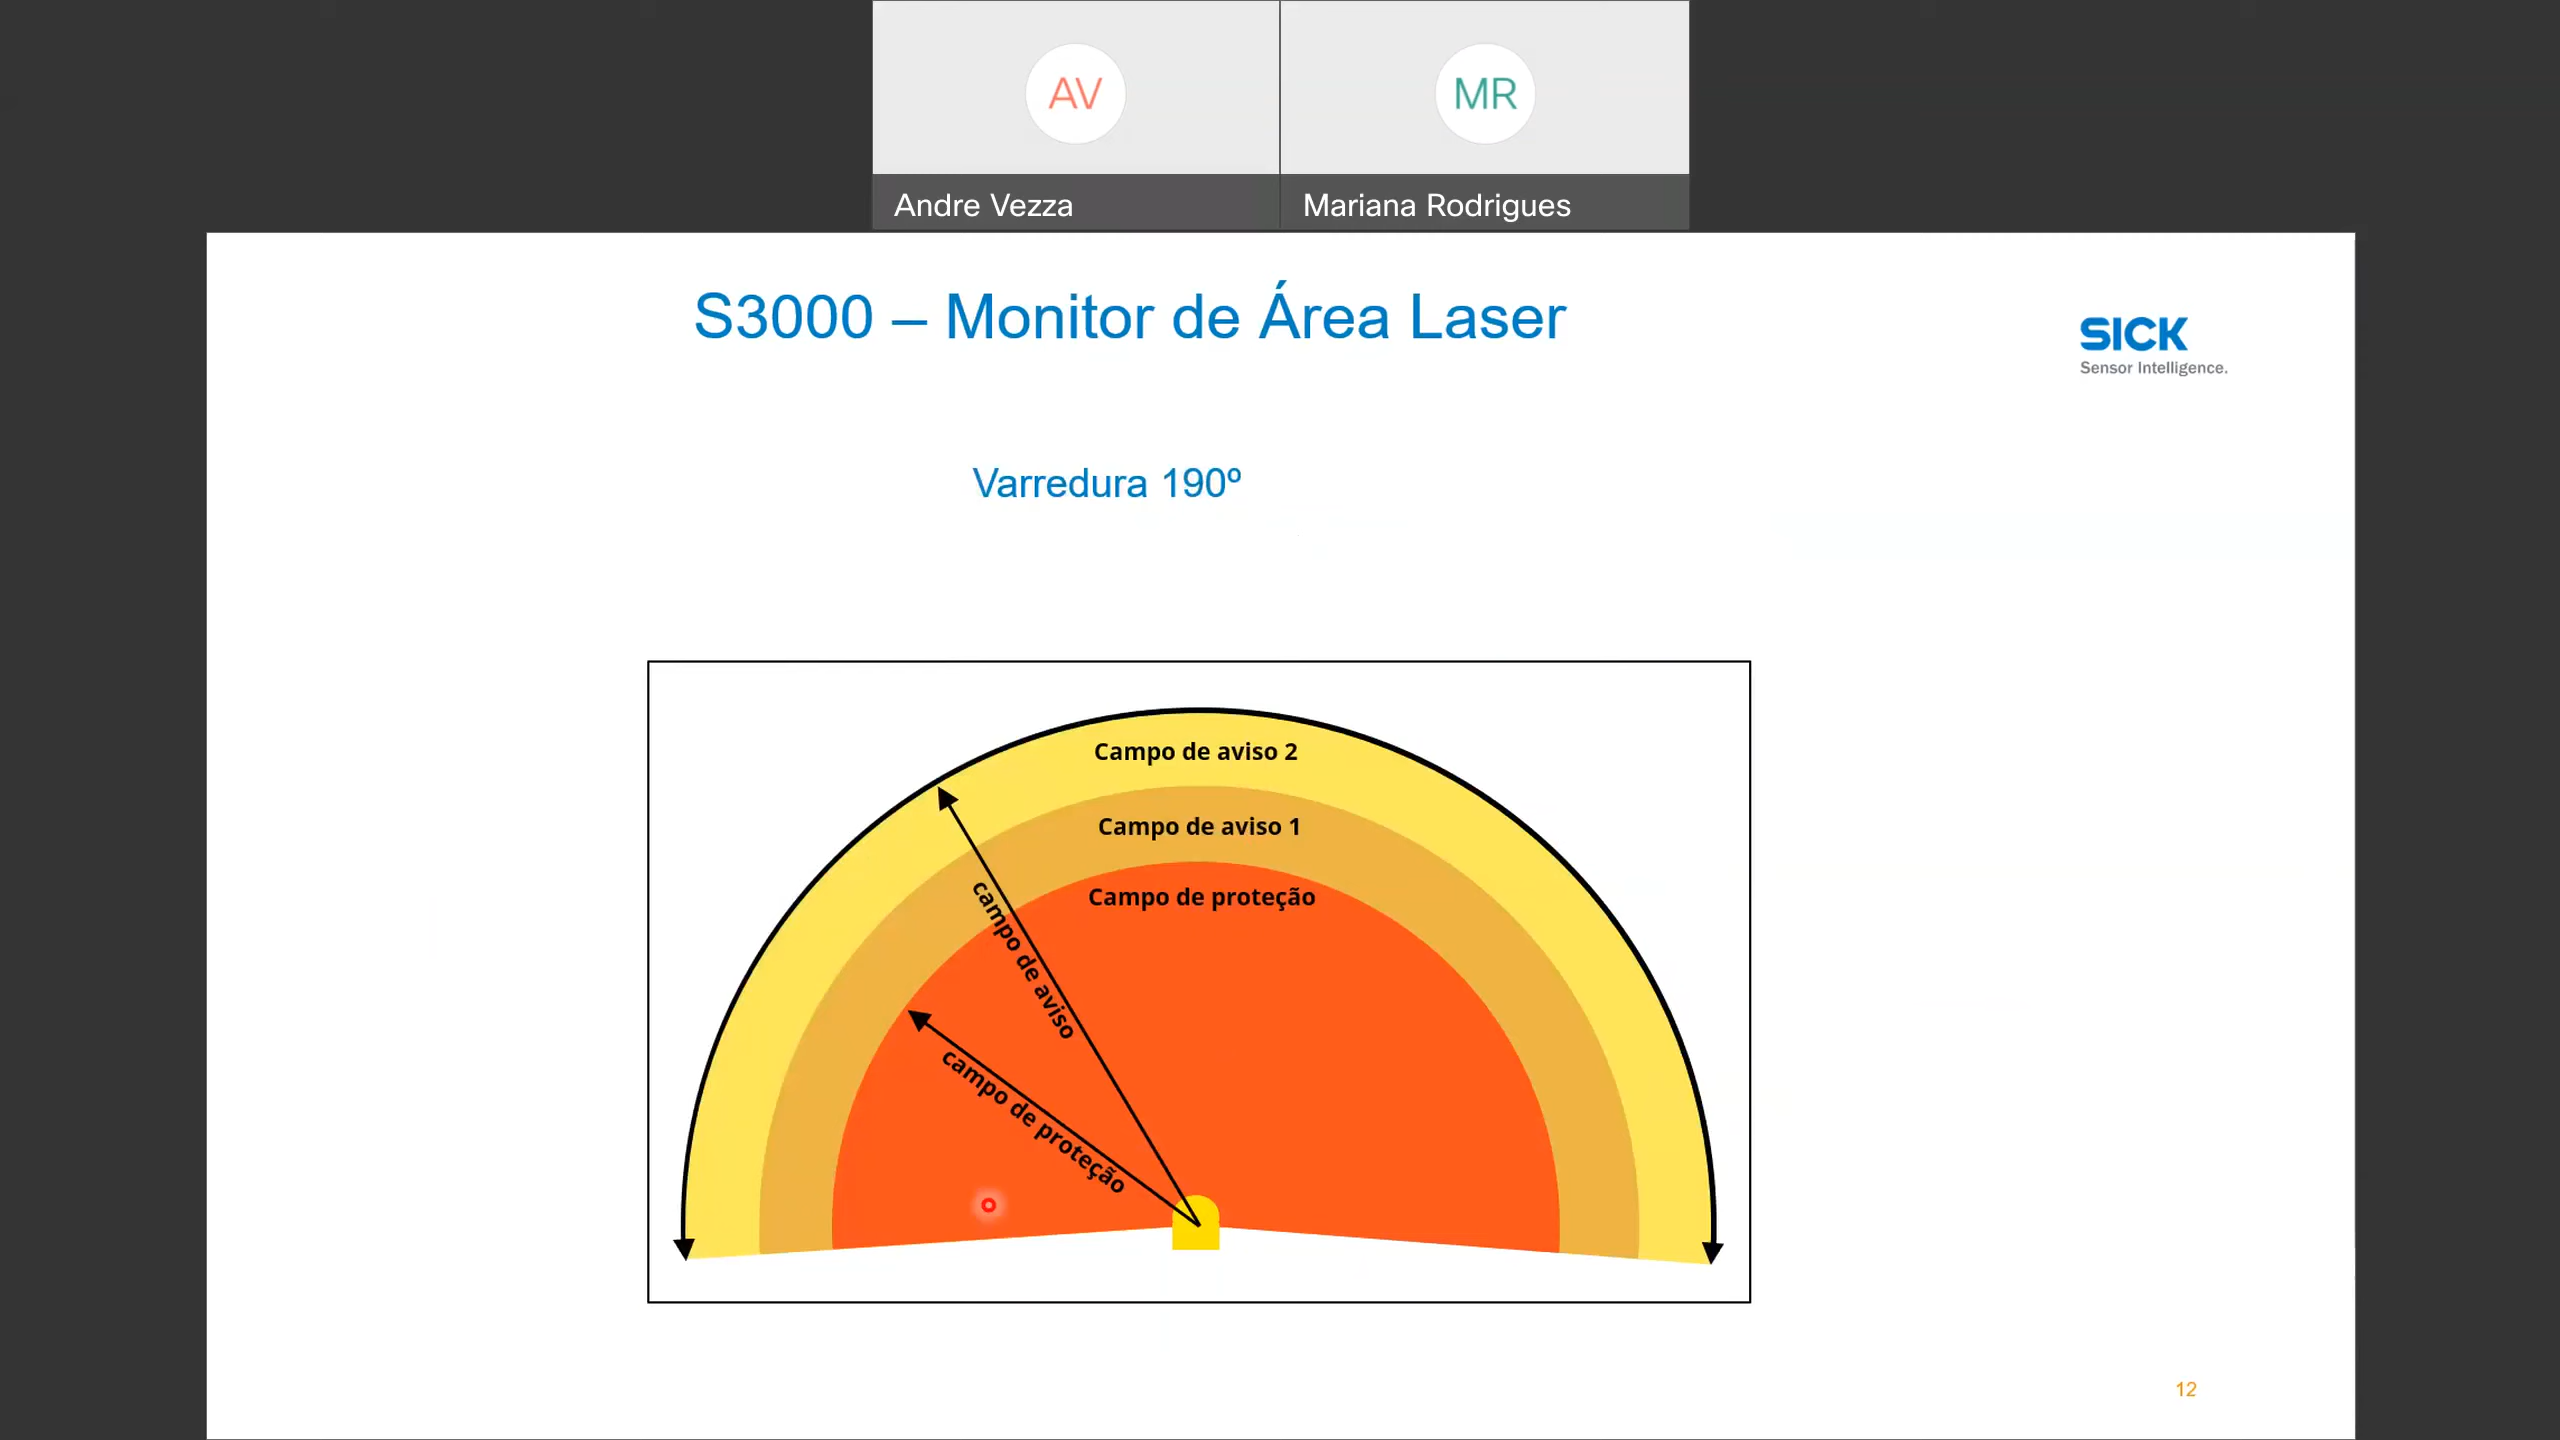 AV
MR
Andre Vezza
Mariana Rodrigues
S3000 – Monitor de Área Laser
SICK
Sensor Intelligence.
Varredura 190º
Campo de aviso 2
Campo de aviso 1
Campo de proteção
campo de aviso
campo de proteção
12